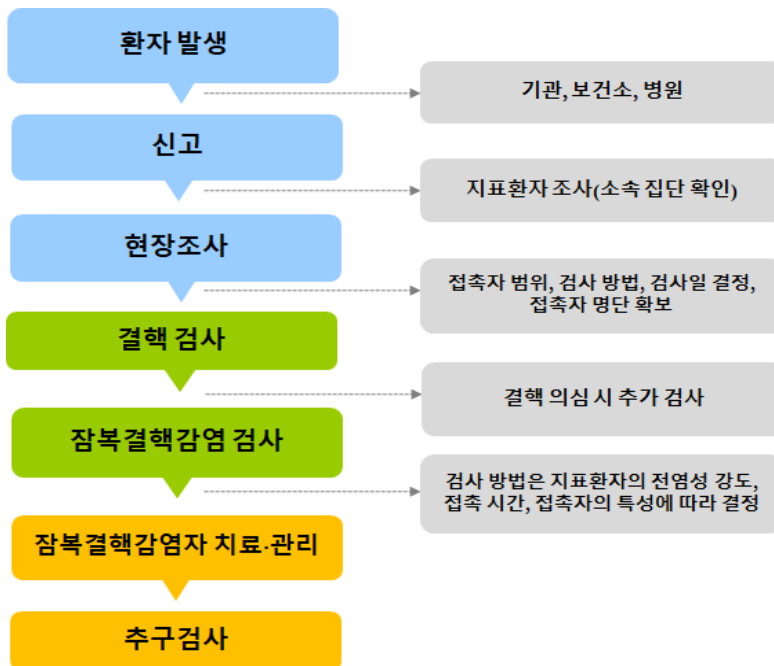 환자 발생
기관, 보건소, 병원
신고
지표환자 조사(소속 집단 확인)
현장조사
접촉자 범위, 검사 방법, 검사일 결정,
접촉자 명단 확보
결핵 검사
결핵 의심 시 추가 검사
잠복결핵감염 검사
검사 방법은 지표환자의 전염성 강도,
접촉 시간, 접촉자의 특성에 따라 결정
잠복결핵감염자 치료·관리
추구검사